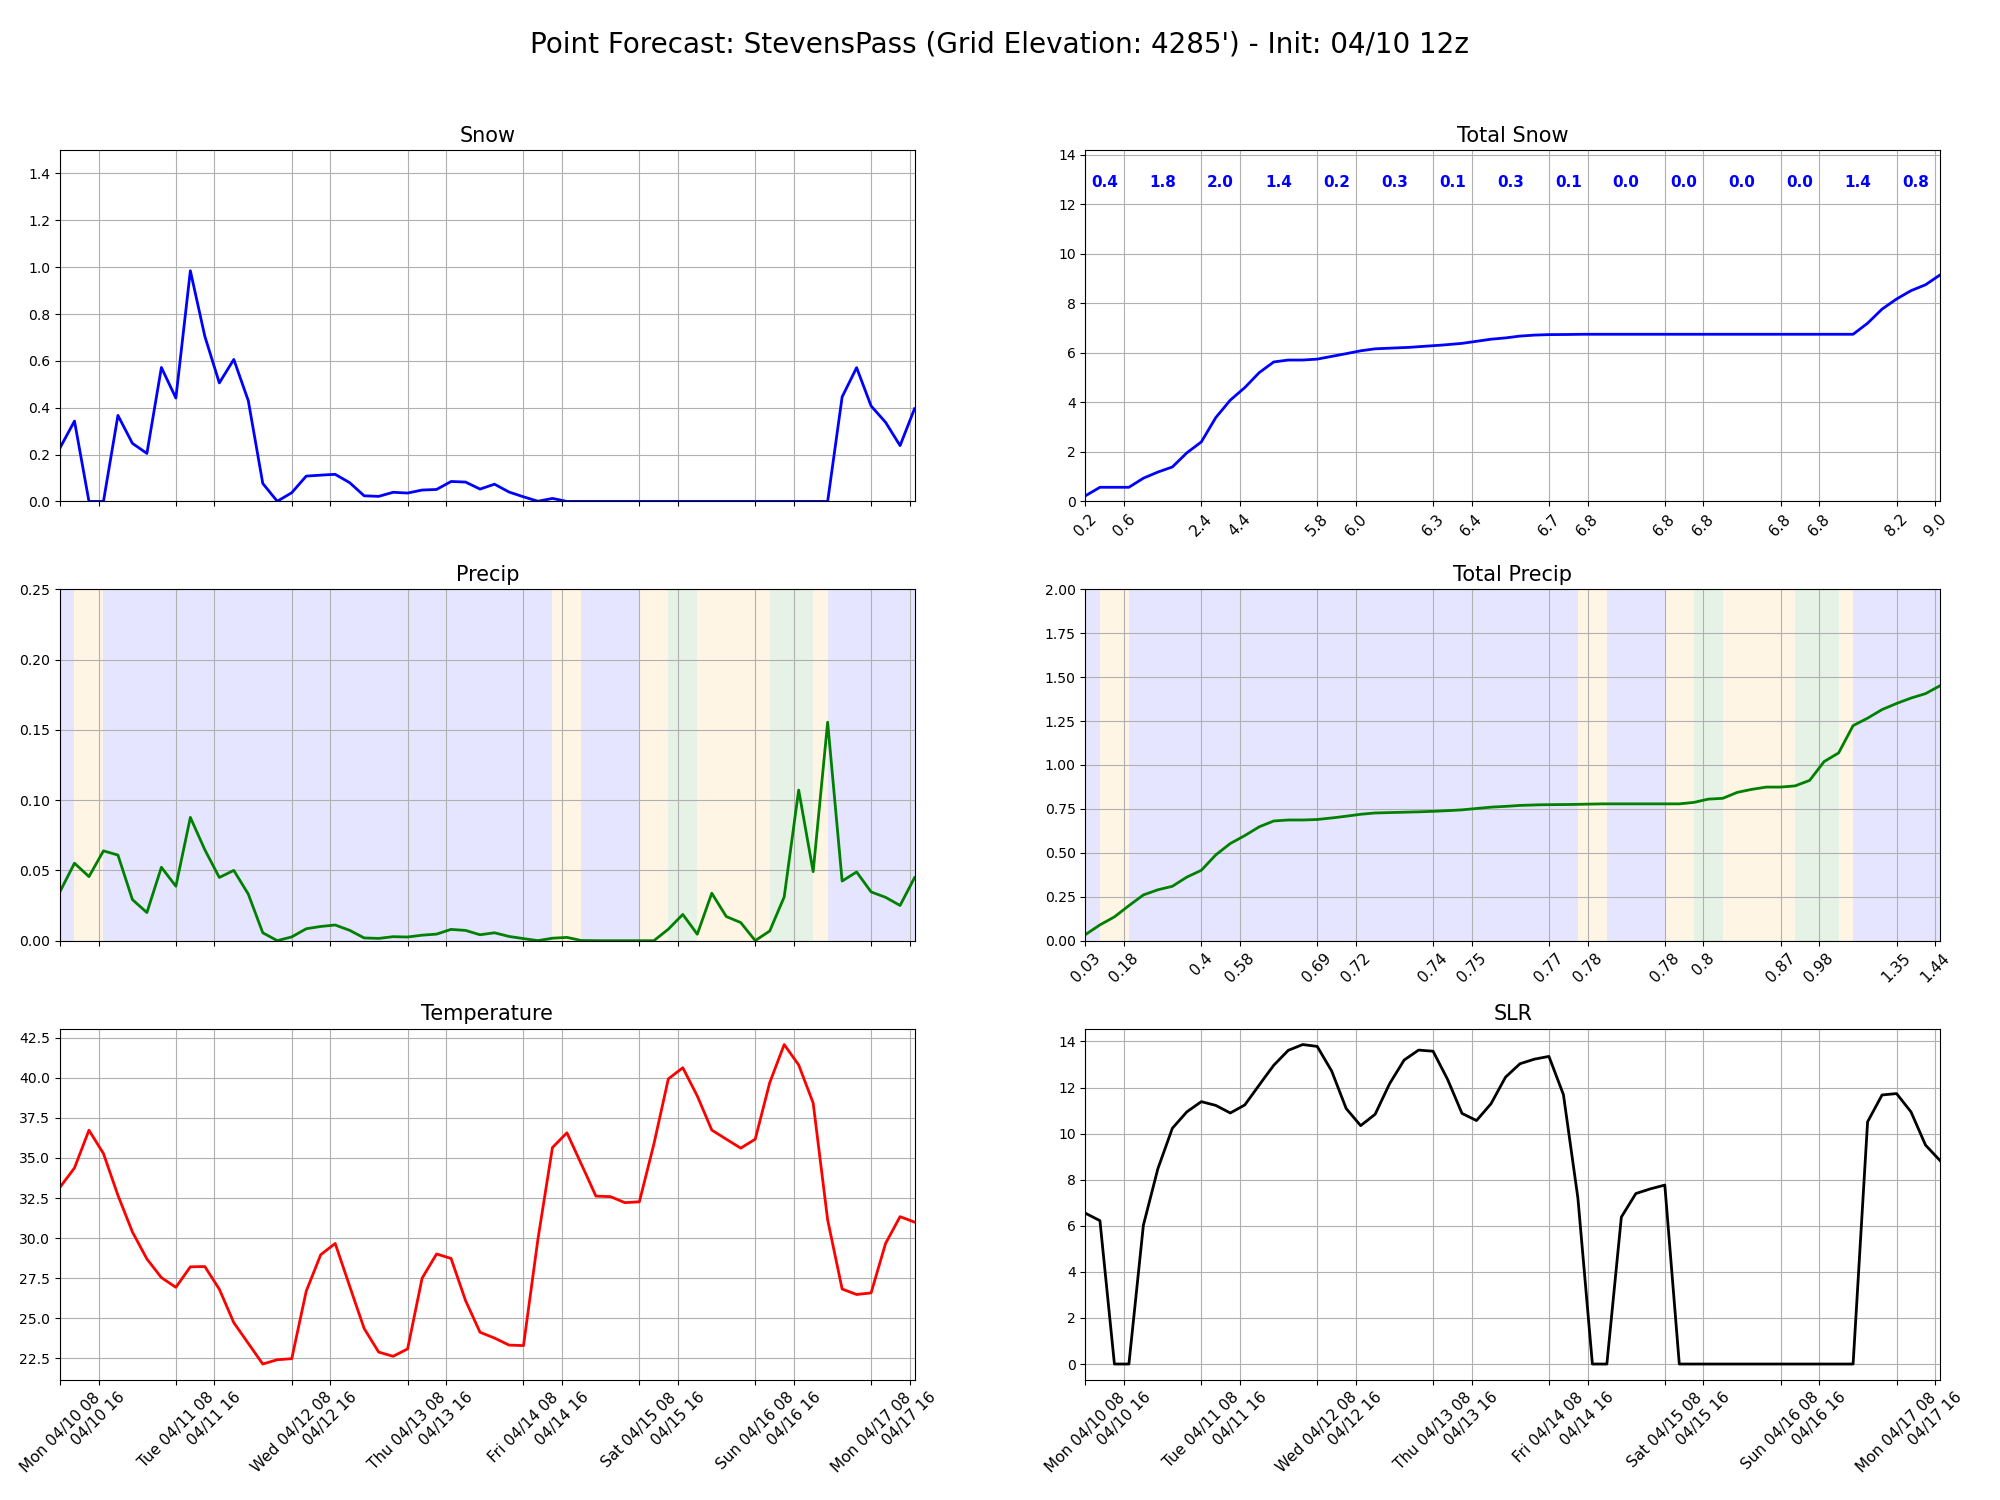 Point Forecast: StevensPass (Grid Elevation: 4285') - Init: 04/10 12z
Snow
1.4
1.2
1.0
0.8
0.6
0.4
0.2
0.0
Total Snow
14
12
10
8
6
4
2
0
0.4 1.8 2.0 1.4 0.2 0.3 0.1 0.3 0.1 0.0 0.0 0.0 0.0 1.4 0.8
0.2 0.6 2.4 4.4 5.8 6.0 6.3 6.4 6.7 6.8 6.8 6.8 6.8 6.8 8.2 9.0
Precip
0.25
0.20
0.15
0.10
0.05
0.00
Total Precip
2.00
1.75
1.50
1.25
1.00
0.75
0.50
0.25
0.00
0.03 0.18 0.4 0.58 0.69 0.72 0.74 0.75 0.77 0.78 0.78 0.8 0.87 0.98 1.35 1.44
Temperature
42.5
40.0
37.5
35.0
32.5
30.0
27.5
25.0
22.5
Mon 04/10 08
04/10 16
Tue 04/11 08
04/11 16
Wed 04/12 08
04/12 16
Thu 04/13 08
04/13 16
Fri 04/14 08
04/14 16
Sat 04/15 08
04/15 16
Sun 04/16 08
04/16 16
Mon 04/17 08
04/17 16
SLR
14
12
10
8
6
4
2
0
Mon 04/10 08
04/10 16
Tue 04/11 08
04/11 16
Wed 04/12 08
04/12 16
Thu 04/13 08
04/13 16
Fri 04/14 08
04/14 16
Sat 04/15 08
04/15 16
Sun 04/16 08
04/16 16
Mon 04/17 08
04/17 16